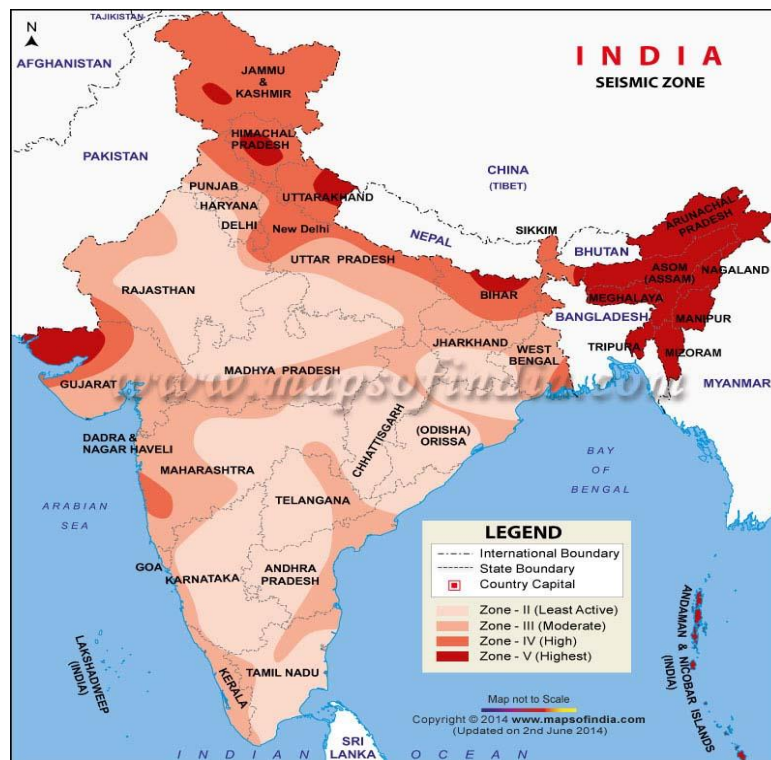 TAJIKISTAN
N
AFGHANISTAN
INDIA
SEISMIC ZONE
JAMMU
&
KASHMIR
HIMACHAL
PRADESH
PAKISTAN
CHINA
(TIBET)
PUNJAB
HARYANA
DELHI
New Delhi
UTTARAKHAND
NEPAL
SIKKIM
BHUTAN
ARUNACHAL
PRADESH
UTTAR PRADESH
RAJASTHAN
BIHAR
ASOM
(ASSAM)
NAGALAND
MEGHALAYA
BANGLADESH
MANIPUR
TRIPURA
MIZORAM
MYANMAR
JHARKHAND
WEST
BENGAL
GUJARAT
MADHYA PRADESH
www.mapsofindia.com
CHHATTISGARH
(ODISHA)
ORISSA
DADRA &
NAGAR HAVELI
MAHARASHTRA
BAY
OF
BENGAL
ARABIAN
SEA
TELANGANA
GOA
KARNATAKA
ANDHRA
PRADESH
LAKSHADWEEP
(INDIA)
KERALA
TAMIL NADU
ANDAMAN & NICOBAR ISLANDS
(INDIA)
LEGEND
International Boundary
State Boundary
Country Capital
Zone - II (Least Active)
Zone - III (Moderate)
Zone - IV (High)
Zone - V (Highest)
Map not to Scale
Copyright © 2014 www.mapsofindia.com
(Updated on 2nd June 2014)
SRI
LANKA
INDIAN OCEAN